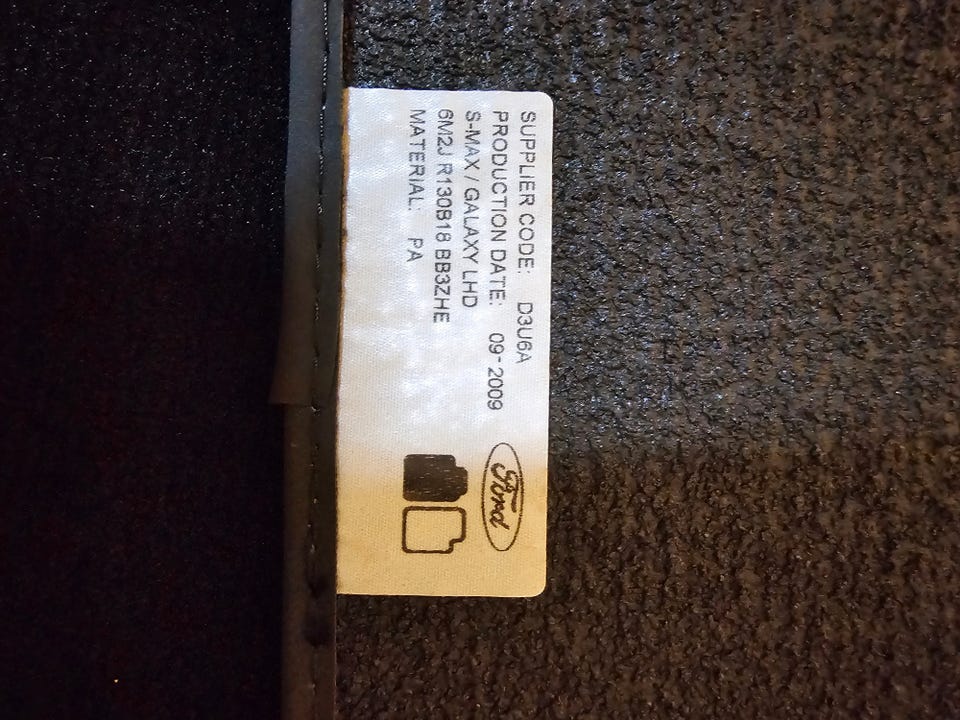 SUPPLIER CODE: D3U6A
PRODUCTION DATE: 09-2009
S-MAX / GALAXY LHD
6M2J R130B18 BB3ZHE
MATERIAL: PA
Ford